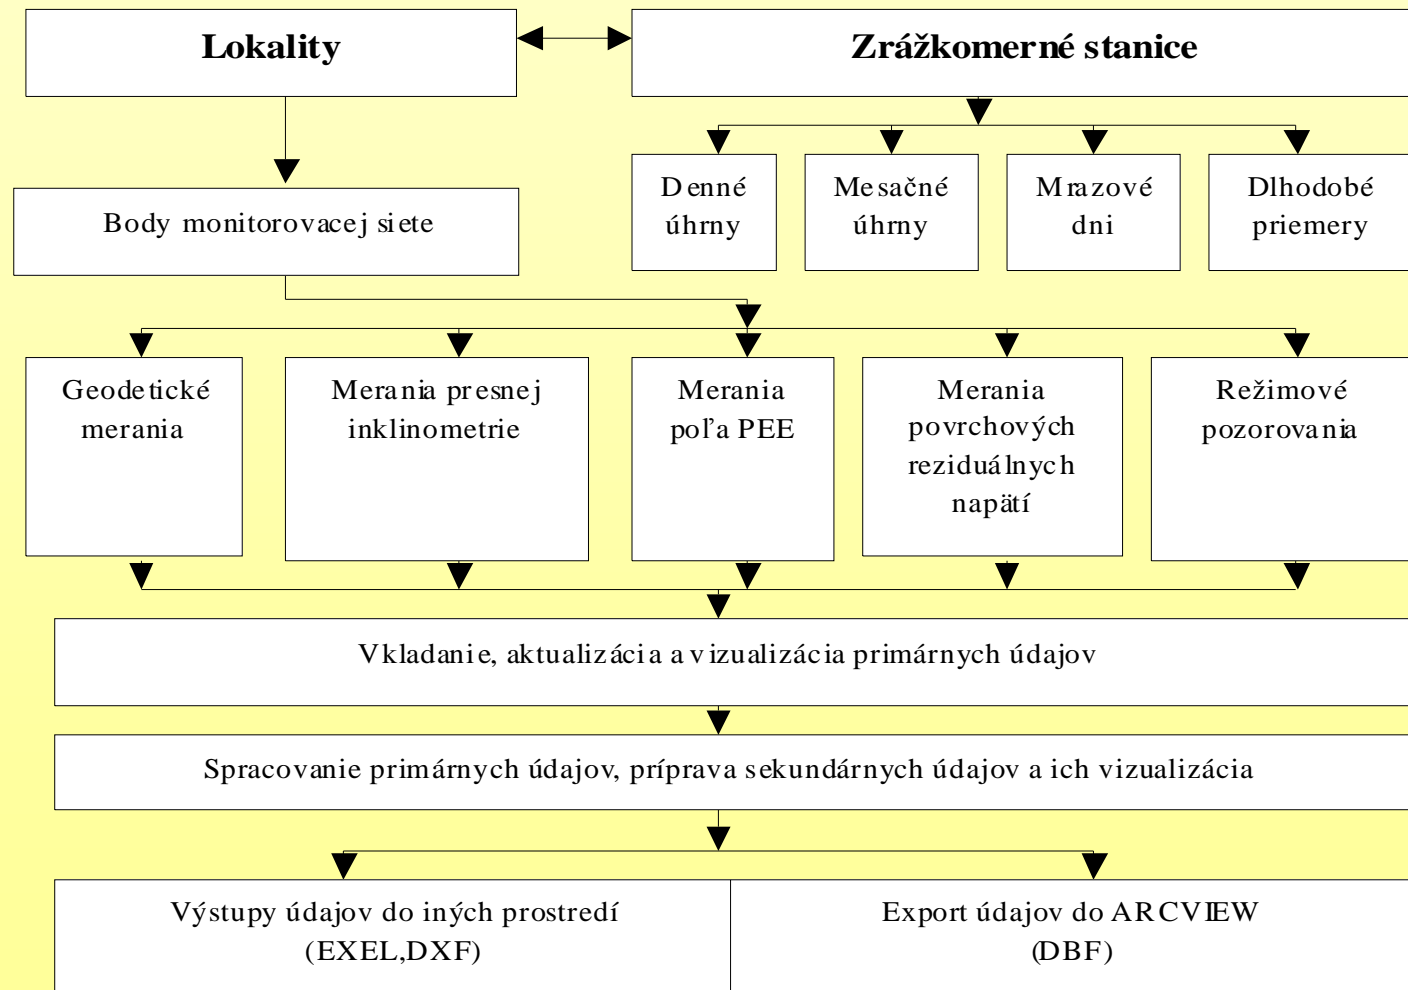 Lokality
Zrážkomerné stanice
Denné
úhrny
Mesačné
úhrny
Mrazové
dni
Dlhodobé
priemery
Body monitorovacej siete
Geodetické
merania
Merania presnej
inklinometrie
Merania
poľa PEE
Merania
povrchových
reziduálnych
napätí
Režimové
pozorovania
Vkladanie, aktualizácia a vizualizácia primárnych údajov
Spracovanie primárnych údajov, príprava sekundárnych údajov a ich vizualizácia
Výstupy údajov do iných prostredí
(EXEL,DXF)
Export údajov do ARCVIEW
(DBF)